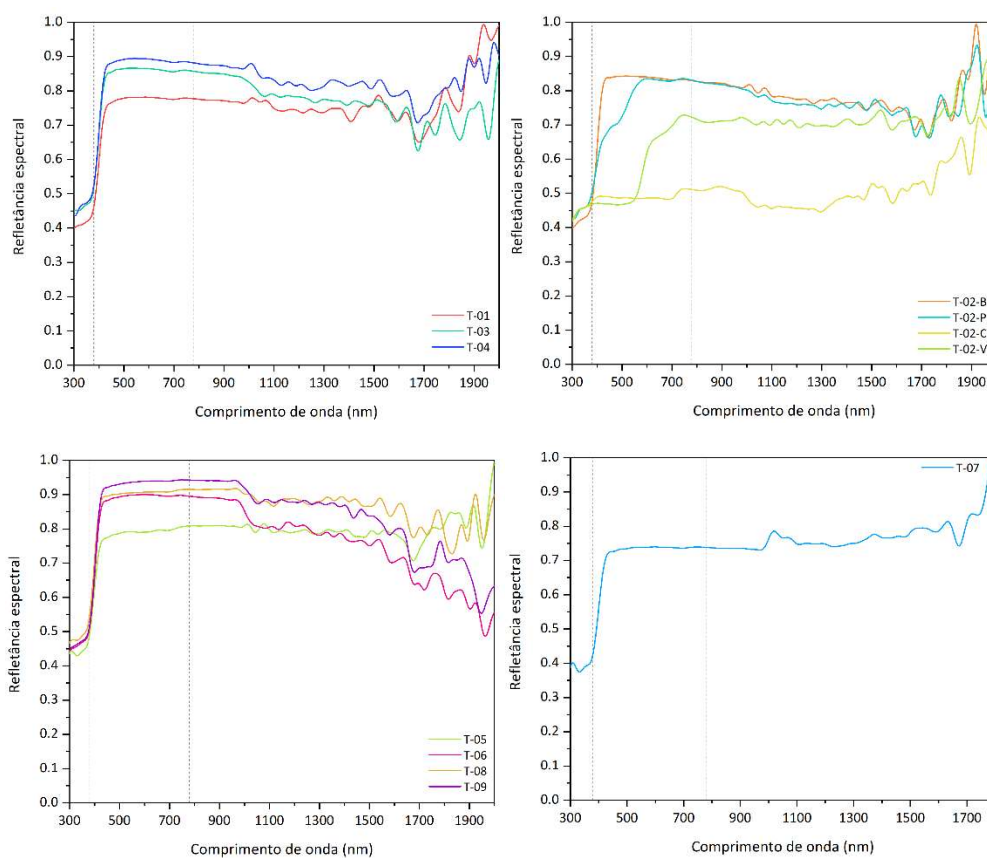 1.0
0.9
0.8
0.7
0.6
0.5
0.4
0.3
0.2
0.1
0.0
Refletância espectral
T-01
T-03
T-04
300 500 700 900 1100 1300 1500 1700 1900
Comprimento de onda (nm)
1.0
0.9
0.8
0.7
0.6
0.5
0.4
0.3
0.2
0.1
0.0
Refletância espectral
T-02-B
T-02-P
T-02-C
T-02-V
300 500 700 900 1100 1300 1500 1700 1900
Comprimento de onda (nm)
1.0
0.9
0.8
0.7
0.6
0.5
0.4
0.3
0.2
0.1
0.0
Refletância espectral
T-05
T-06
T-08
T-09
300 500 700 900 1100 1300 1500 1700 1900
Comprimento de onda (nm)
T-07
1.0
0.9
0.8
0.7
0.6
0.5
0.4
0.3
0.2
0.1
0.0
Refletância espectral
300 500 700 900 1100 1300 1500 1700
Comprimento de onda (nm)